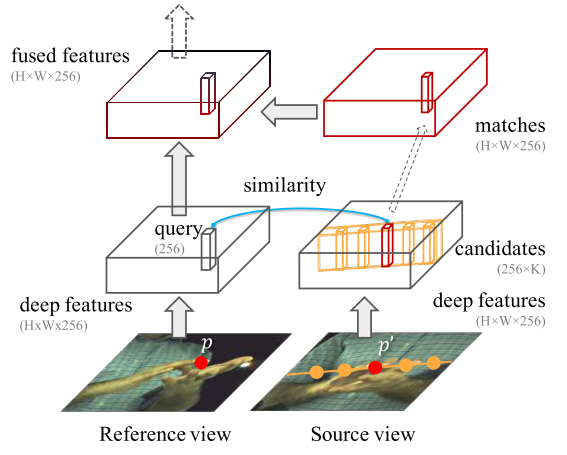 fused features
(H×W×256)
matches
(H×W×256)
similarity
query
(256)
candidates
(256×K)
deep features
(HxWx256)
deep features
(H×W×256)
p
p'
Reference view
Source view